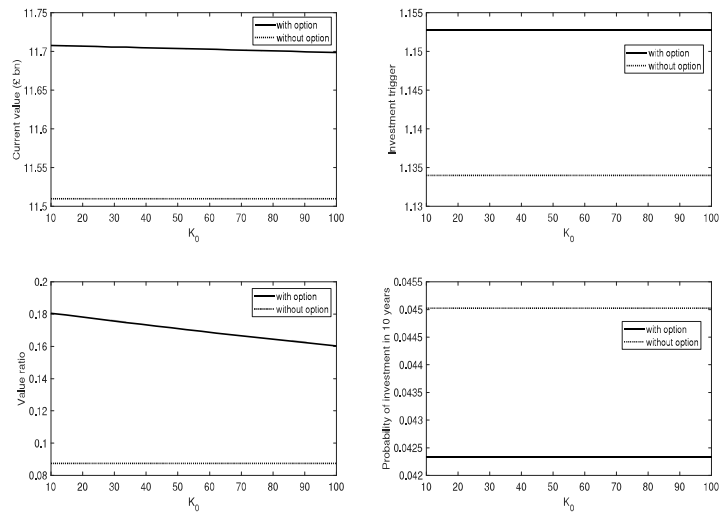 Current value (£ bn)
11.75
11.7
11.65
11.6
11.55
11.5
with option
without option
10 20 30 40 50 60 70 80 90 100
K₀
Investment trigger
1.155
1.15
1.145
1.14
1.135
1.13
with option
without option
10 20 30 40 50 60 70 80 90 100
K₀
Value ratio
0.2
0.18
0.16
0.14
0.12
0.1
0.08
with option
without option
10 20 30 40 50 60 70 80 90 100
K₀
Probability of investment in 10 years
0.0455
0.045
0.0445
0.044
0.0435
0.043
0.0425
0.042
with option
without option
10 20 30 40 50 60 70 80 90 100
K₀